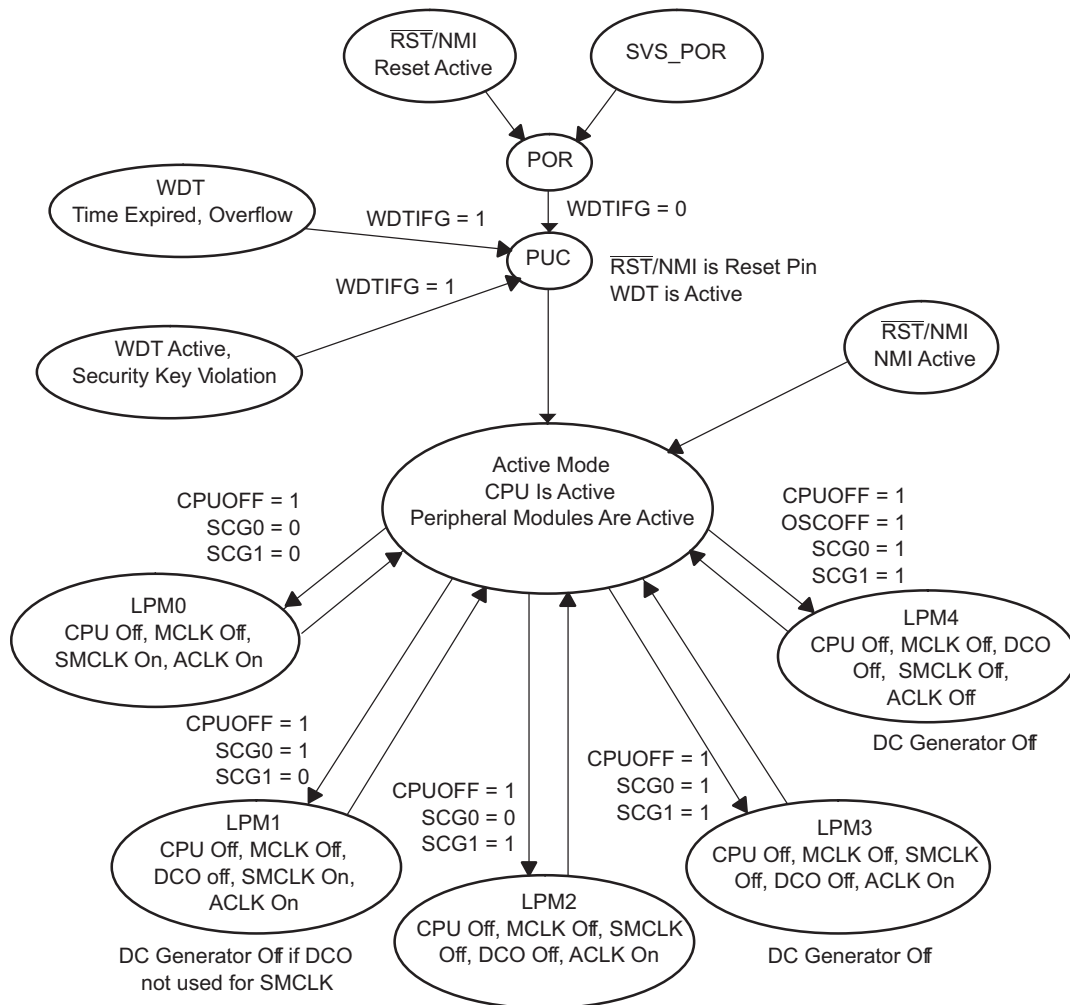 RST/NMI
Reset Active
SVS_POR
POR
WDTIFG = 0
WDT
Time Expired, Overflow
WDTIFG = 1
PUC
RST/NMI is Reset Pin
WDT is Active
WDTIFG = 1
WDT Active,
Security Key Violation
RST/NMI
NMI Active
Active Mode
CPU Is Active
Peripheral Modules Are Active
CPUOFF = 1
SCG0 = 0
SCG1 = 0
CPUOFF = 1
OSCOFF = 1
SCG0 = 1
SCG1 = 1
LPM0
CPU Off, MCLK Off,
SMCLK On, ACLK On
LPM4
CPU Off, MCLK Off, DCO
Off, SMCLK Off,
ACLK Off
DC Generator Off
CPUOFF = 1
SCG0 = 1
SCG1 = 0
CPUOFF = 1
SCG0 = 0
SCG1 = 1
CPUOFF = 1
SCG0 = 1
SCG1 = 1
LPM1
CPU Off, MCLK Off,
DCO off, SMCLK On,
ACLK On
DC Generator Off if DCO
not used for SMCLK
LPM2
CPU Off, MCLK Off, SMCLK
Off, DCO Off, ACLK On
LPM3
CPU Off, MCLK Off, SMCLK
Off, DCO Off, ACLK On
DC Generator Off